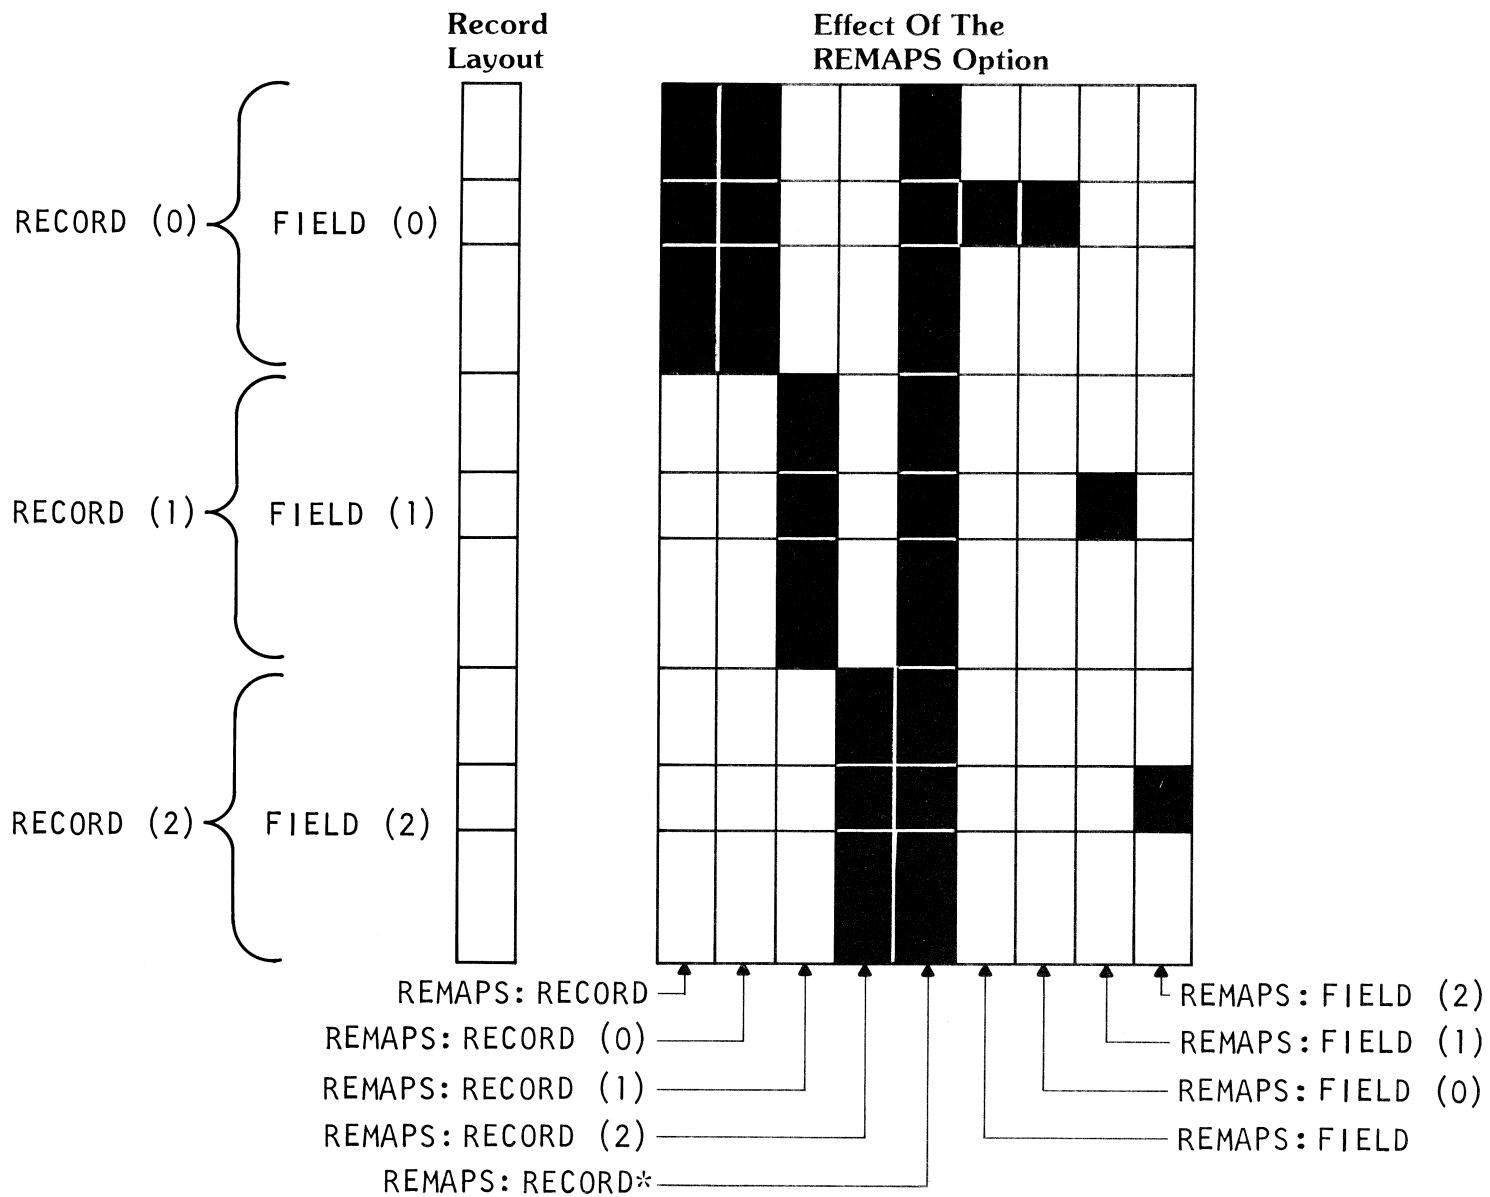 Record
Layout
Effect Of The
REMAPS Option
RECORD (0)
FIELD (0)
RECORD (1)
FIELD (1)
RECORD (2)
FIELD (2)
REMAPS: RECORD
REMAPS: RECORD (0)
REMAPS: RECORD (1)
REMAPS: RECORD (2)
REMAPS: RECORD*
REMAPS: FIELD (2)
REMAPS: FIELD (1)
REMAPS: FIELD (0)
REMAPS: FIELD